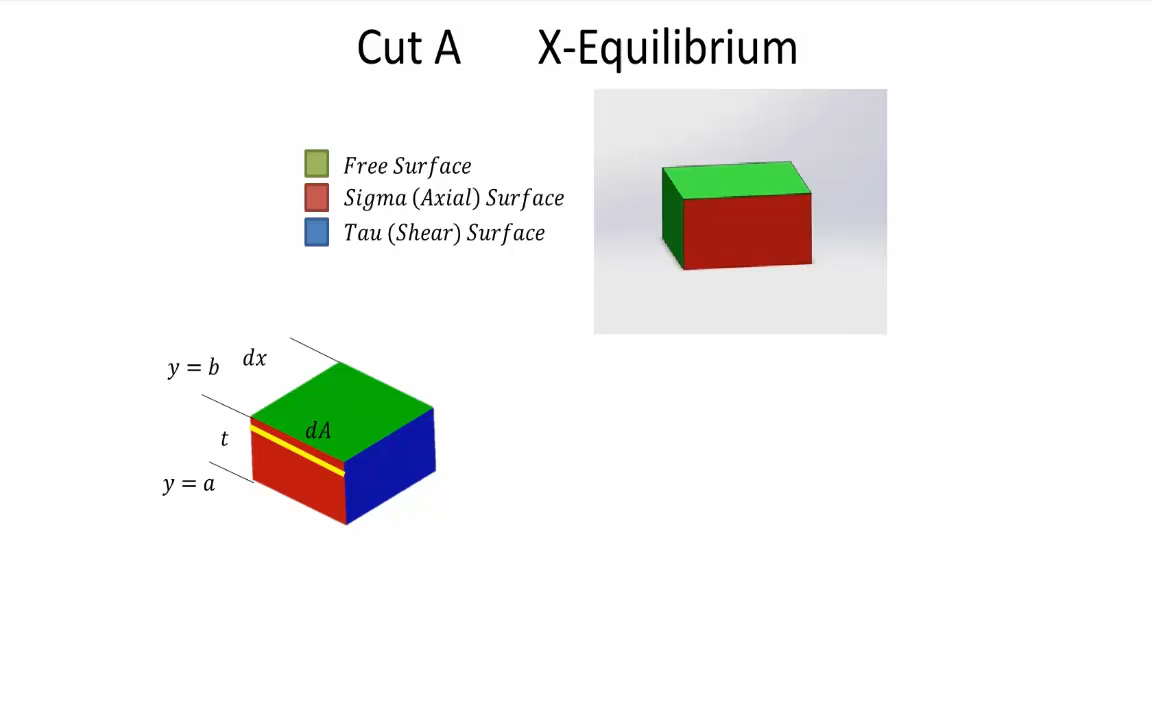 Cut A X-Equilibrium
Free Surface
Sigma (Axial) Surface
Tau (Shear) Surface
y = b
dx
dA
t
y = a